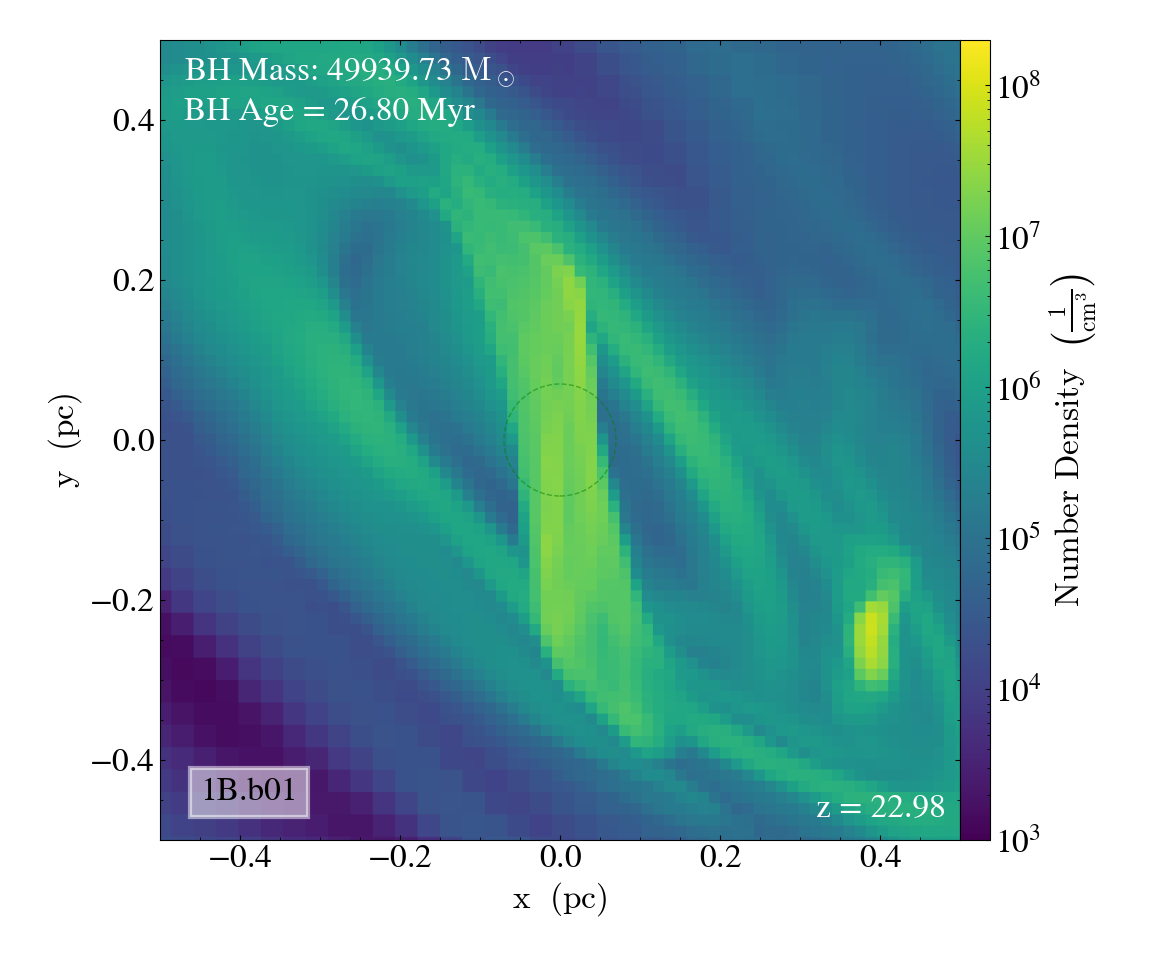 BH Mass: 49939.73 M⊙
BH Age = 26.80 Myr
1B.b01
z = 22.98
y (pc)
0.4
0.2
0.0
−0.2
−0.4
−0.4 −0.2 0.0 0.2 0.4
x (pc)
10⁸
10⁷
10⁶
10⁵
10⁴
10³
Number Density (1/cm³)